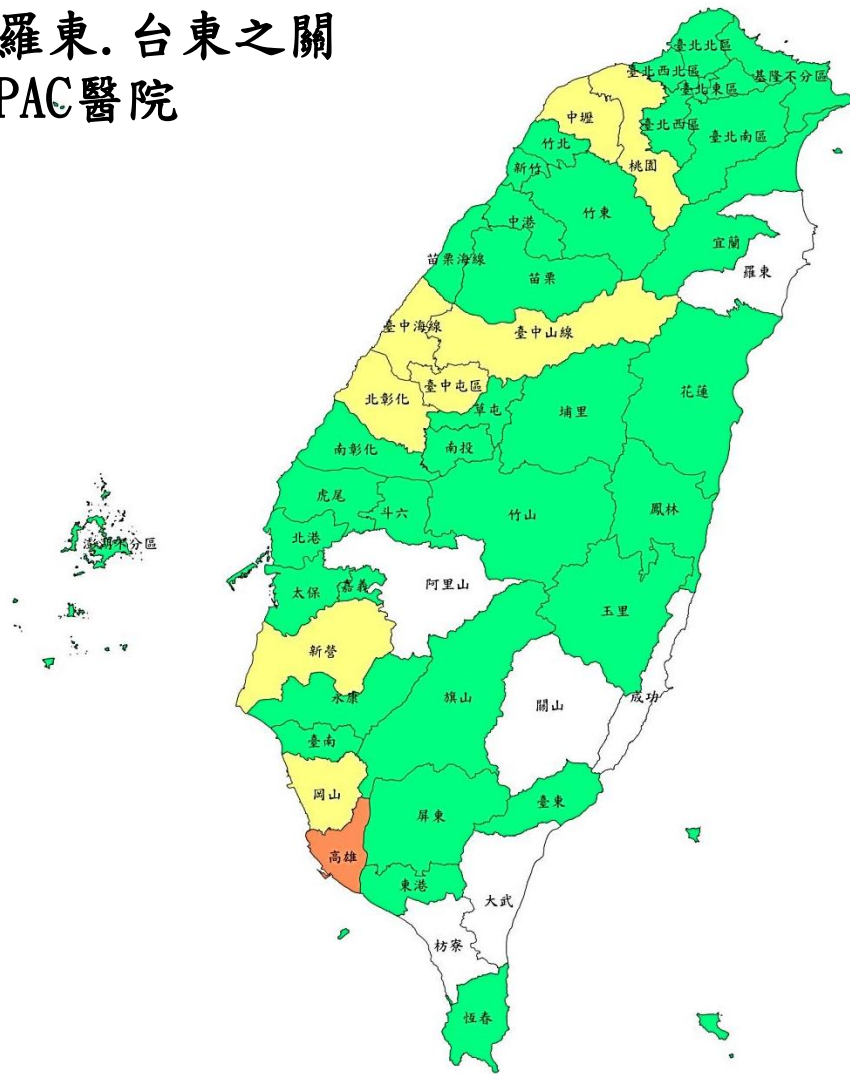 羅東.台東之關
PAC醫院
臺北北區
臺北西北區
基隆不分區
臺北東區
中壢
臺北西區
臺北南區
竹北
桃園
新竹
竹東
中港
宜蘭
苗栗海線
羅東
苗栗
臺中海線
臺中山線
臺中屯區
花蓮
北彰化
草屯
埔里
南彰化
南投
虎尾
斗六
竹山
鳳林
北港
澎湖不分區
太保
嘉義
阿里山
玉里
新營
永康
旗山
關山
成功
臺南
岡山
臺東
屏東
高雄
東港
大武
枋寮
恆春